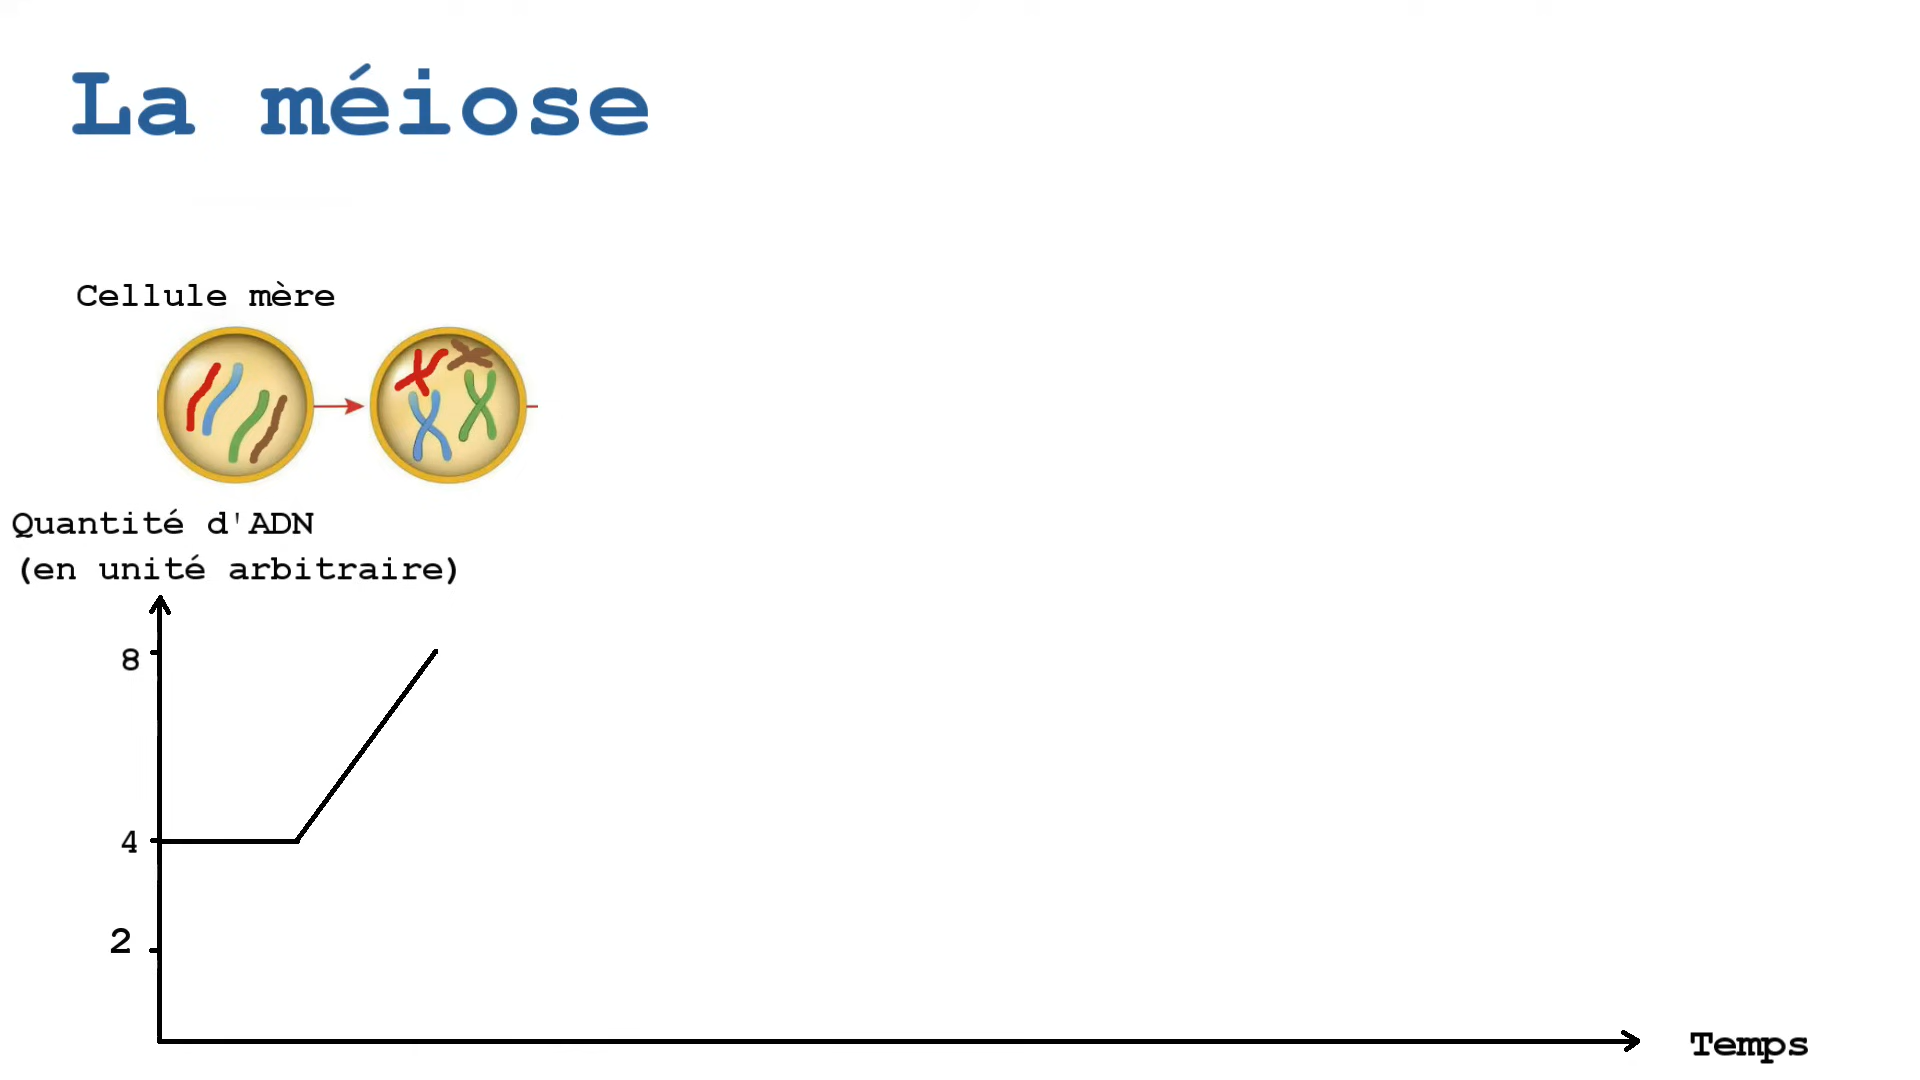 La méiose
Cellule mère
Quantité d'ADN
(en unité arbitraire)
8
4
2
Temps